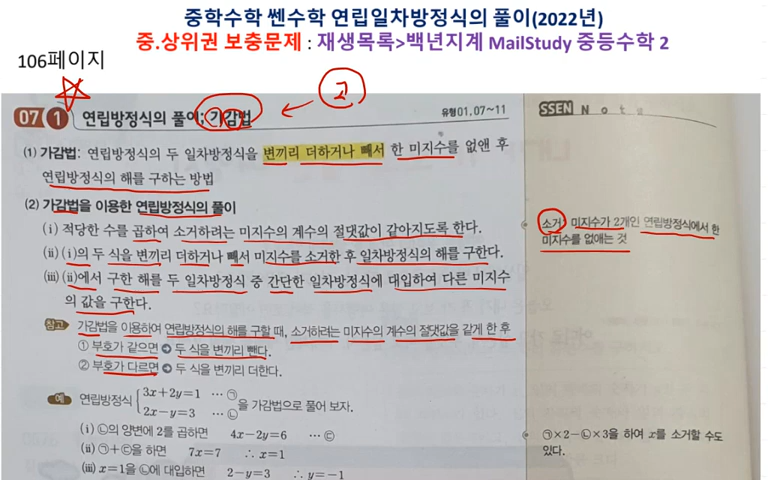 중학수학 쎈수학 연립일차방정식의 풀이(2022년)
중.상위권 보충문제 : 재생목록>백년지계 MailStudy 중등수학 2
106페이지
2
07 1 연립방정식의 풀이; 가감법 유형01, 07~11
SSEN Note
(1) 가감법: 연립방정식의 두 일차방정식을 변끼리 더하거나 빼서 한 미지수를 없앤 후
연립방정식의 해를 구하는 방법
(2) 가감법을 이용한 연립방정식의 풀이
(ⅰ) 적당한 수를 곱하여 소거하려는 미지수의 계수의 절댓값이 같아지도록 한다.
소거: 미지수가 2개인 연립방정식에서 한
미지수를 없애는 것
(ⅱ) (ⅰ)의 두 식을 변끼리 더하거나 빼서 미지수를 소거한 후 일차방정식의 해를 구한다.
(ⅲ) (ⅱ)에서 구한 해를 두 일차방정식 중 간단한 일차방정식에 대입하여 다른 미지수
의 값을 구한다.
참고 가감법을 이용하여 연립방정식의 해를 구할 때, 소거하려는 미지수의 계수의 절댓값을 같게 한 후
① 부호가 같으면 ➔ 두 식을 변끼리 뺀다.
② 부호가 다르면 ➔ 두 식을 변끼리 더한다.
예 연립방정식 { 3x+2y=1 … ㉠
2x-y=3 … ㉡ 을 가감법으로 풀어 보자.
(ⅰ) ㉡의 양변에 2를 곱하면 4x-2y=6 … ㉢
(ⅱ) ㉠+㉢을 하면 7x=7 ∴ x=1
(ⅲ) x=1을 ㉡에 대입하면 2-y=3 ∴ y=-1
㉠×2-㉡×3을 하여 x를 소거할 수도
있다.